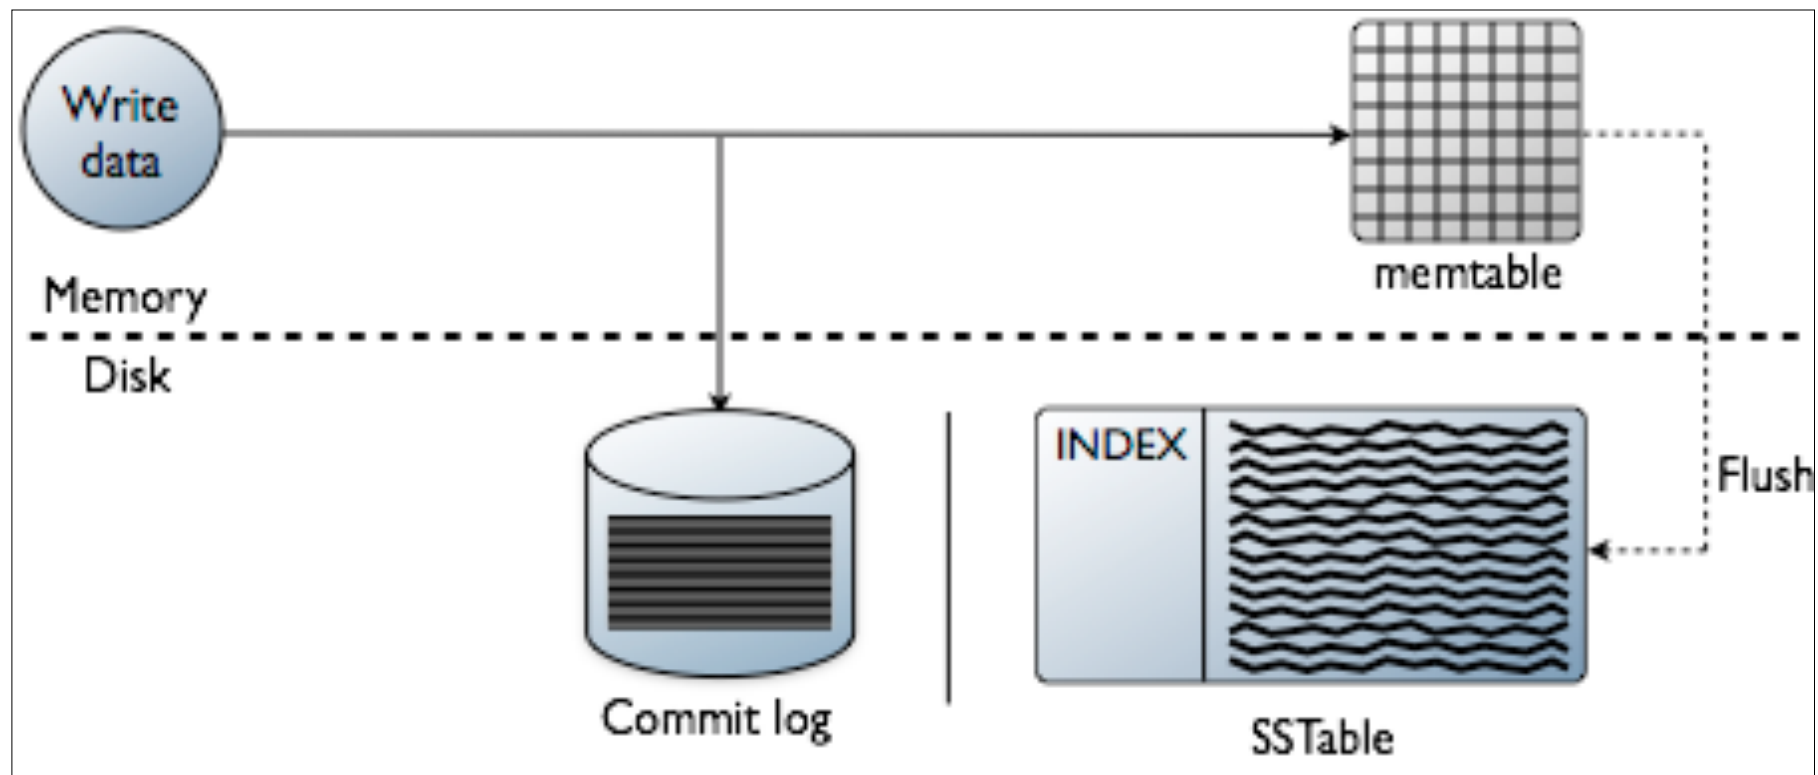 Write
data
memtable
Memory
Disk
INDEX
Flush
Commit log
SSTable